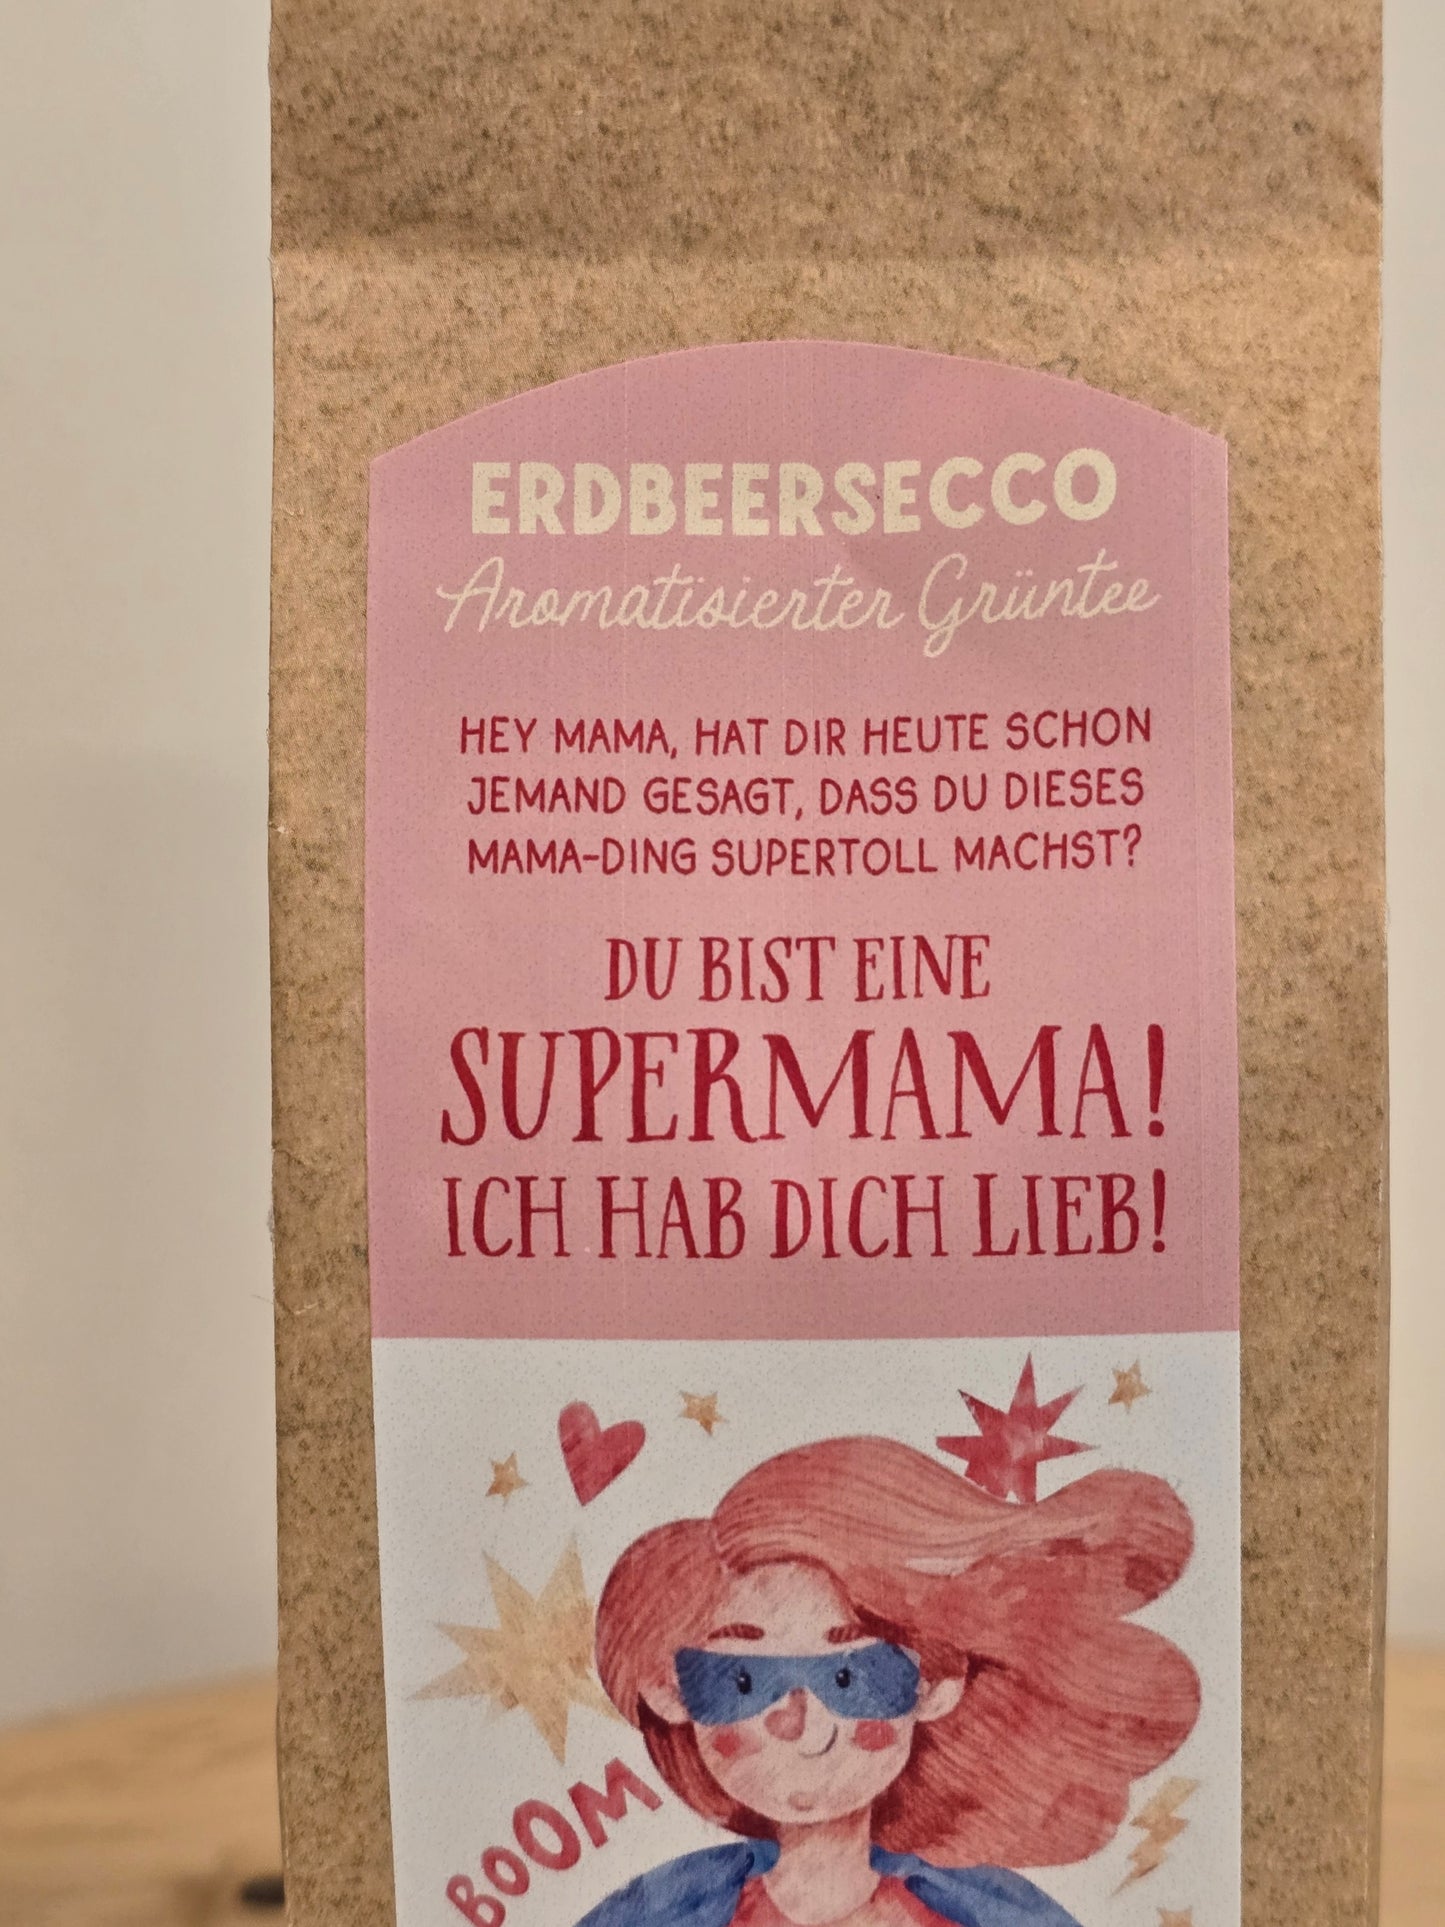 ERDBEERSECCO
Aromatisierter Grüntee
HEY MAMA, HAT DIR HEUTE SCHON
JEMAND GESAGT, DASS DU DIESES
MAMA-DING SUPERTOLL MACHST?
DU BIST EINE
SUPERMAMA!
ICH HAB DICH LIEB!
BOOM